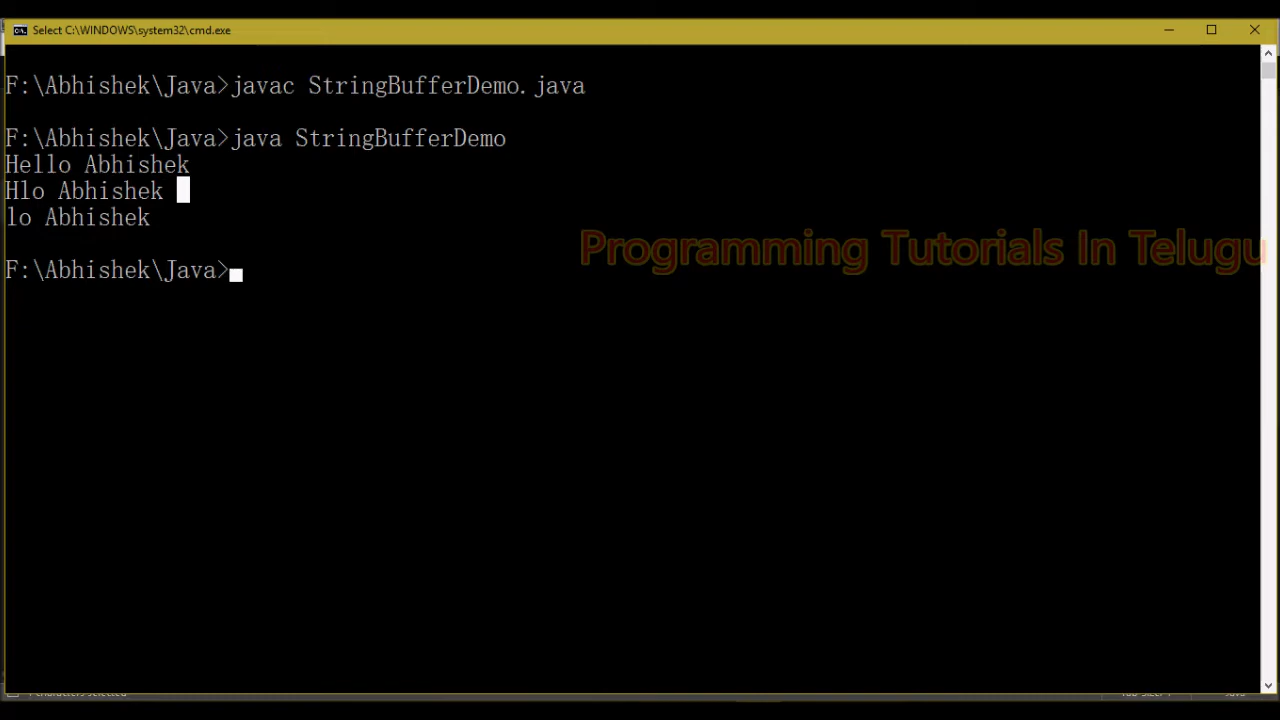 Select C:\WINDOWS\system32\cmd.exe
F:\Abhishek\Java>javac StringBufferDemo.java
F:\Abhishek\Java>java StringBufferDemo
Hello Abhishek
Hlo Abhishek
lo Abhishek
Programming Tutorials In Telugu
F:\Abhishek\Java>